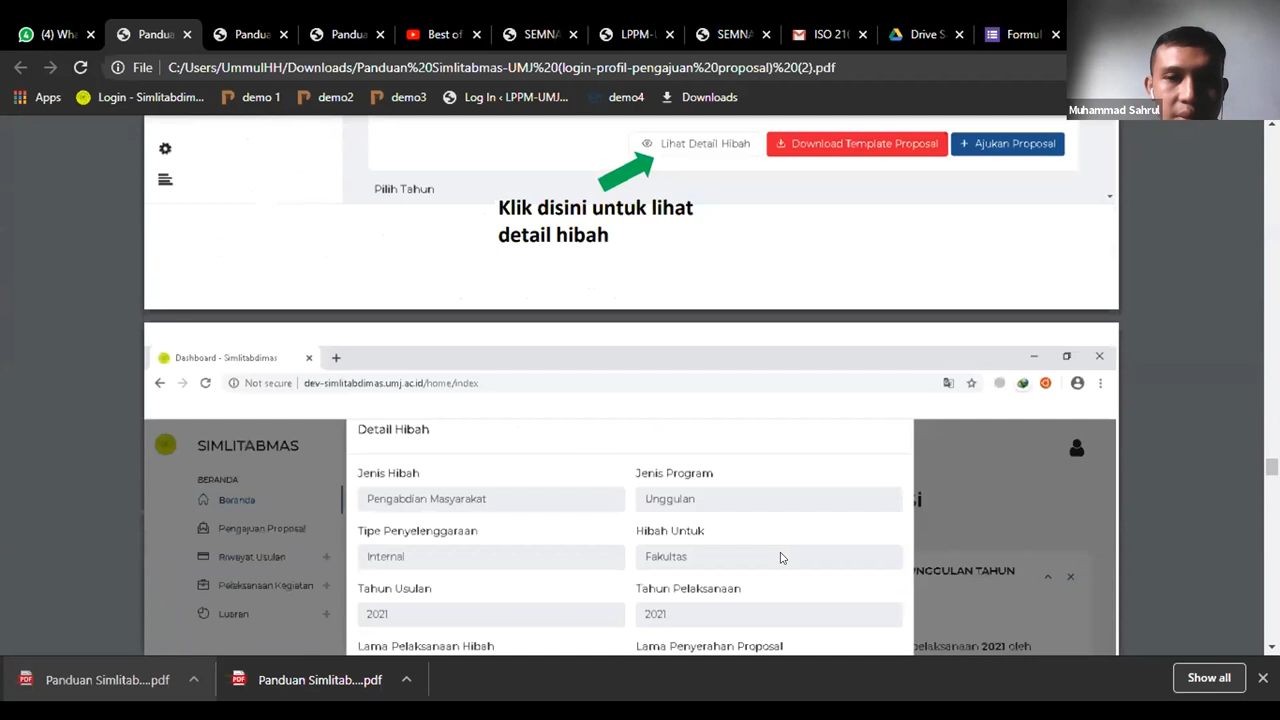 (4) Wha
Pandua
Pandua
Pandua
Best of
SEMNA
LPPM-U
SEMNA
ISO 210
Drive S
Formul
File
C:/Users/UmmulHH/Downloads/Panduan%20Simlitabmas-UMJ%20(login-profil-pengajuan%20proposal)%20(2).pdf
Apps
Login - Simlitabdim...
demo 1
demo2
demo3
Log In ‹ LPPM-UMJ...
demo4
Downloads
Muhammad Sahrul
Lihat Detail Hibah
Download Template Proposal
+ Ajukan Proposal
Pilih Tahun
Klik disini untuk lihat
detail hibah
Dashboard - Simlitabdimas
Not secure
dev-simlitabdimas.umj.ac.id/home/index
SIMLITABMAS
BERANDA
Beranda
Pengajuan Proposal
Riwayat Usulan +
Pelaksanaan Kegiatan +
Luaran +
Detail Hibah
Jenis Hibah
Jenis Program
Pengabdian Masyarakat
Unggulan
Tipe Penyelenggaraan
Hibah Untuk
Internal
Fakultas
Tahun Usulan
Tahun Pelaksanaan
2021
2021
Lama Pelaksanaan Hibah
Lama Penyerahan Proposal
si
NGGULAN TAHUN
pelaksanaan 2021 oleh
Panduan Simlitab....pdf
Panduan Simlitab....pdf
Show all